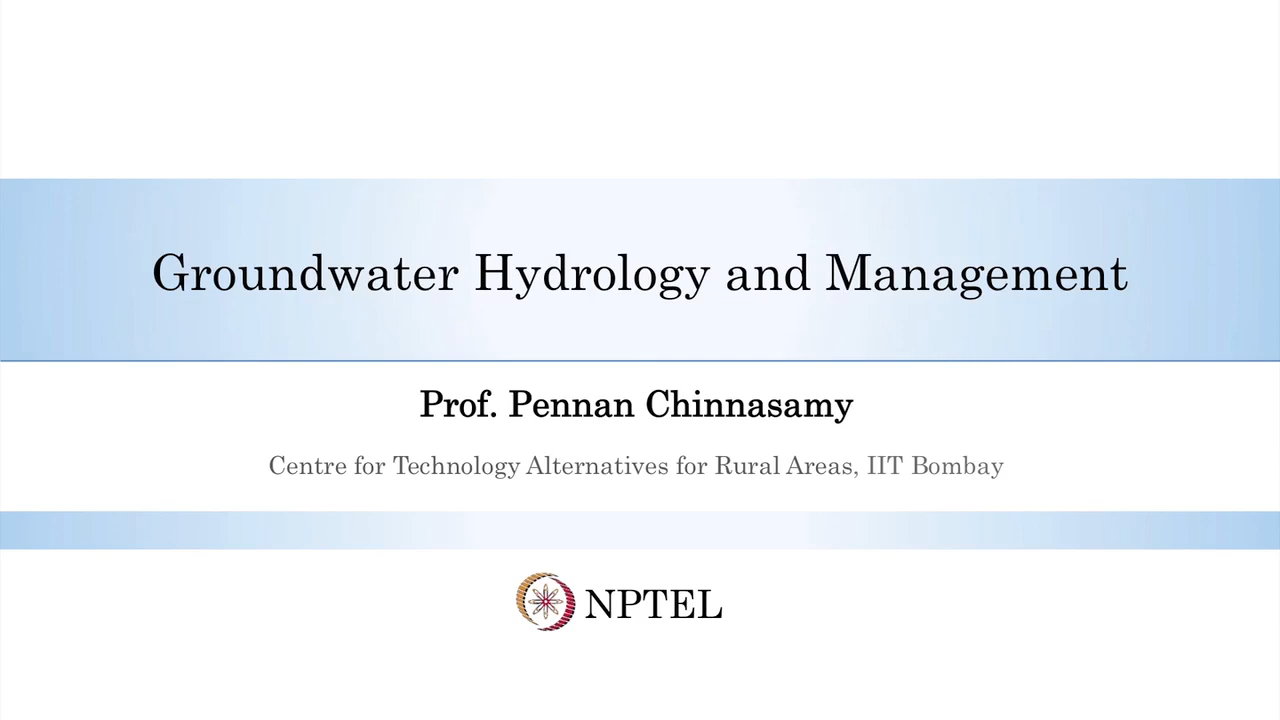 Groundwater Hydrology and Management
Prof. Pennan Chinnasamy
Centre for Technology Alternatives for Rural Areas, IIT Bombay
NPTEL